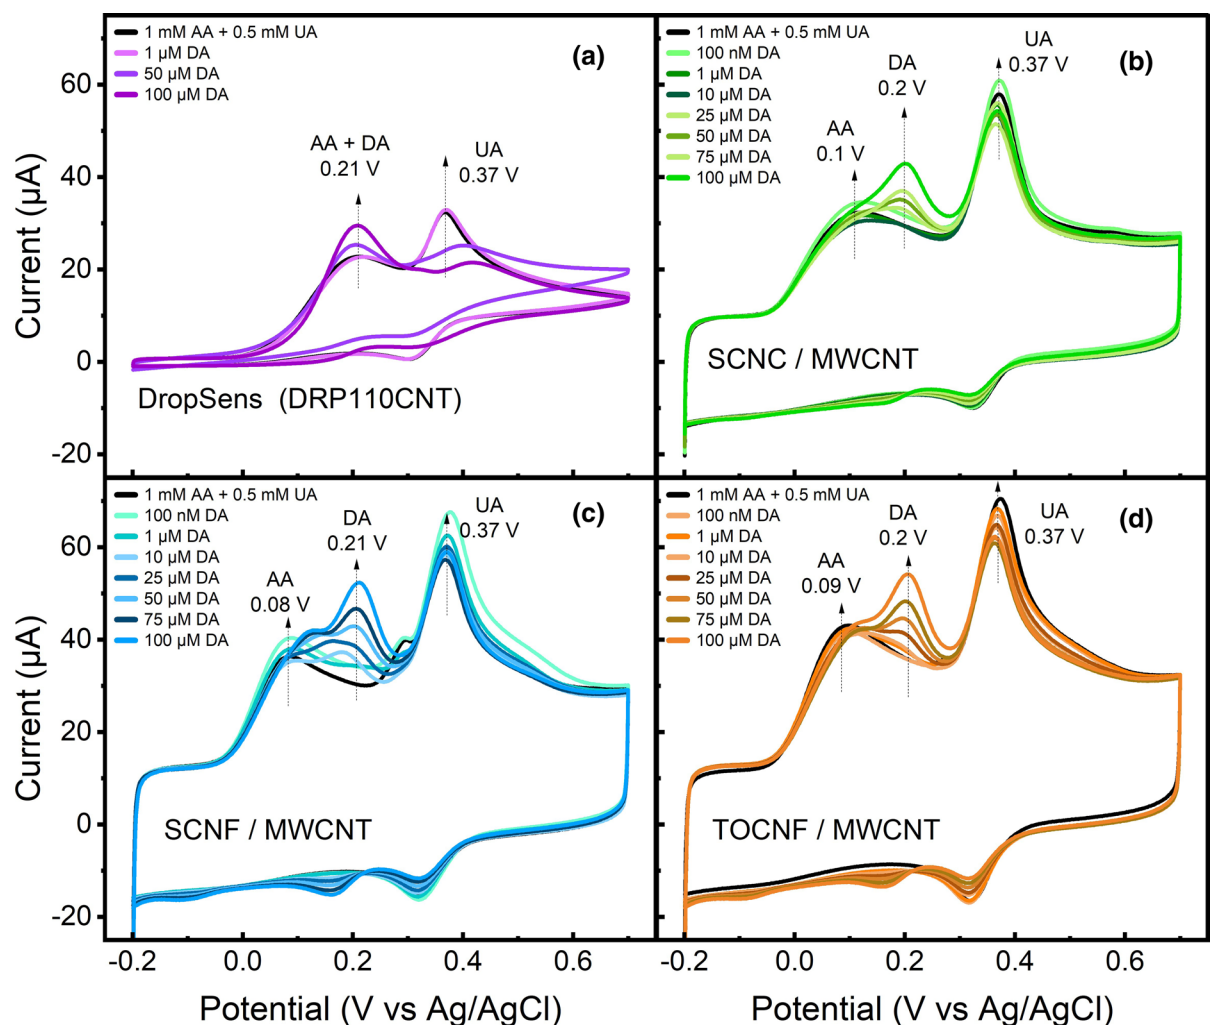 1 mM AA + 0.5 mM UA
1 µM DA
50 µM DA
100 µM DA
(a)
AA + DA
0.21 V
UA
0.37 V
DropSens (DRP110CNT)
60
40
20
0
-20
Current (µA)
1 mM AA + 0.5 mM UA
100 nM DA
1 µM DA
10 µM DA
25 µM DA
50 µM DA
75 µM DA
100 µM DA
(b)
AA
0.1 V
DA
0.2 V
UA
0.37 V
SCNC / MWCNT
1 mM AA + 0.5 mM UA
100 nM DA
1 µM DA
10 µM DA
25 µM DA
50 µM DA
75 µM DA
100 µM DA
(c)
AA
0.08 V
DA
0.21 V
UA
0.37 V
SCNF / MWCNT
60
40
20
0
-20
Current (µA)
-0.2 0.0 0.2 0.4 0.6
Potential (V vs Ag/AgCl)
1 mM AA + 0.5 mM UA
100 nM DA
1 µM DA
10 µM DA
25 µM DA
50 µM DA
75 µM DA
100 µM DA
(d)
AA
0.09 V
DA
0.2 V
UA
0.37 V
TOCNF / MWCNT
-0.2 0.0 0.2 0.4 0.6
Potential (V vs Ag/AgCl)